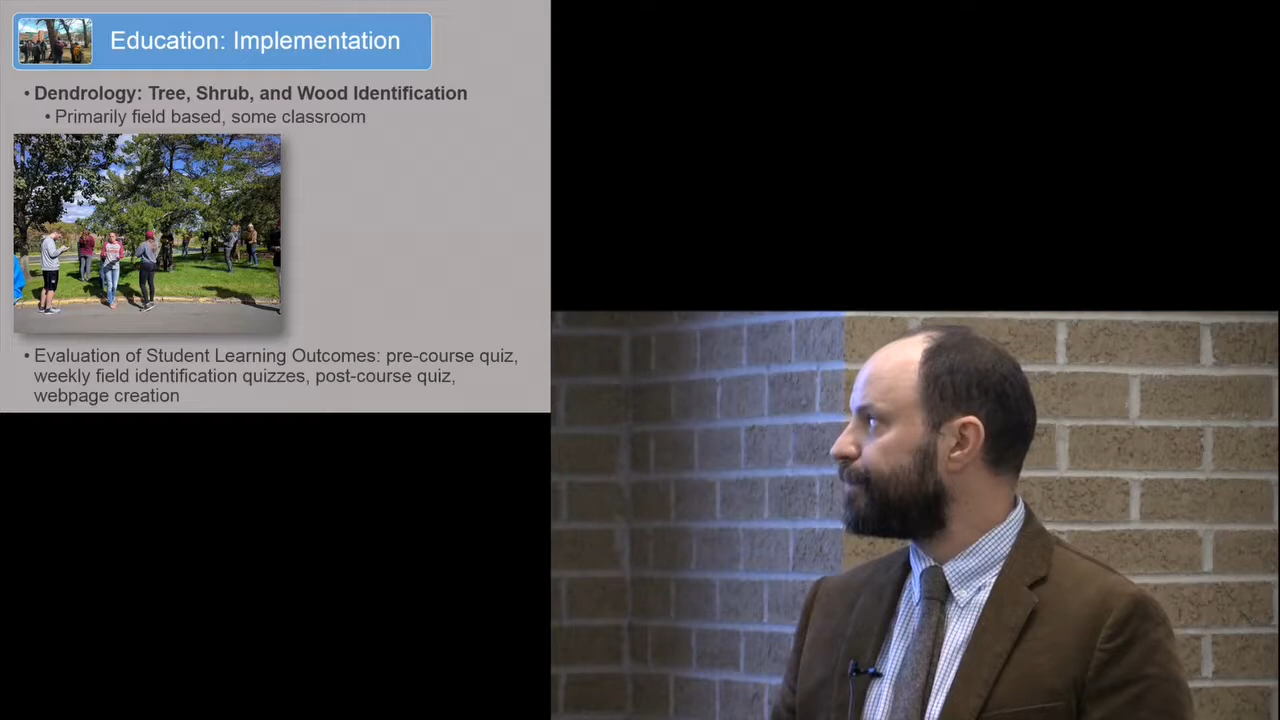 Education: Implementation
• Dendrology: Tree, Shrub, and Wood Identification
• Primarily field based, some classroom
• Evaluation of Student Learning Outcomes: pre-course quiz,
weekly field identification quizzes, post-course quiz,
webpage creation